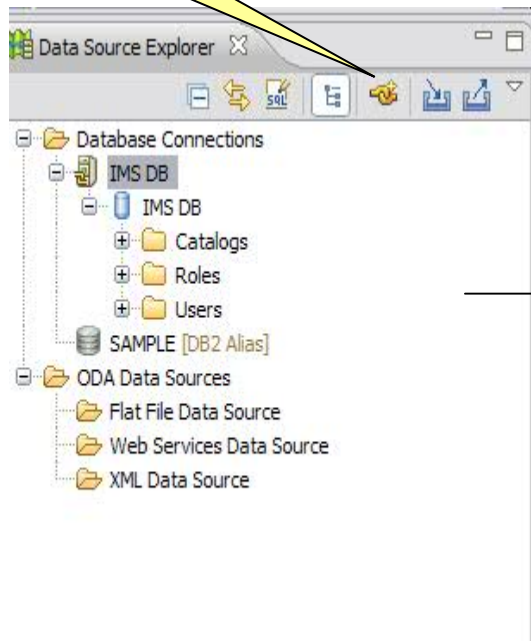 Data Source Explorer
SQL
Database Connections
IMS DB
IMS DB
Catalogs
Roles
Users
SAMPLE [DB2 Alias]
ODA Data Sources
Flat File Data Source
Web Services Data Source
XML Data Source